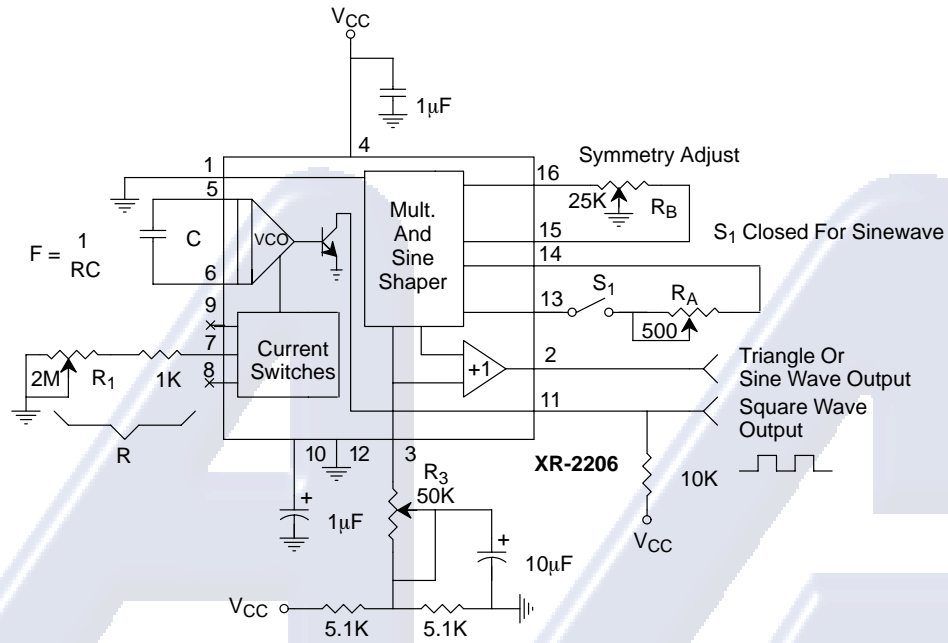 VCC
1μF
4
1
16
Symmetry Adjust
5
25K
RB
Mult.
And
Sine
Shaper
15
C
VCO
S1 Closed For Sinewave
F = 1
RC
14
6
13
S1
RA
500
9
7
8
Current
Switches
2M
R1
1K
+1
2
Triangle Or
Sine Wave Output
11
Square Wave
Output
R
10
12
3
XR-2206
10K
R3
50K
1μF
VCC
10μF
VCC
5.1K
5.1K